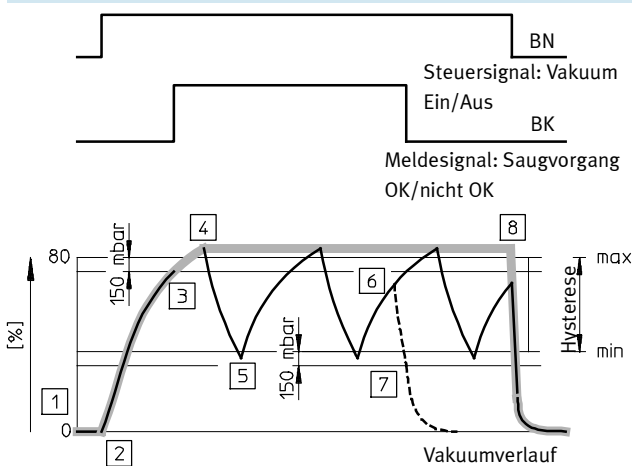 BN
Steuersignal: Vakuum
Ein/Aus
BK
Meldesignal: Saugvorgang
OK/nicht OK
4
8
80
max
150 mbar
3
6
Hysterese
[%]
min
5
150 mbar
7
1
0
2
Vakuumverlauf